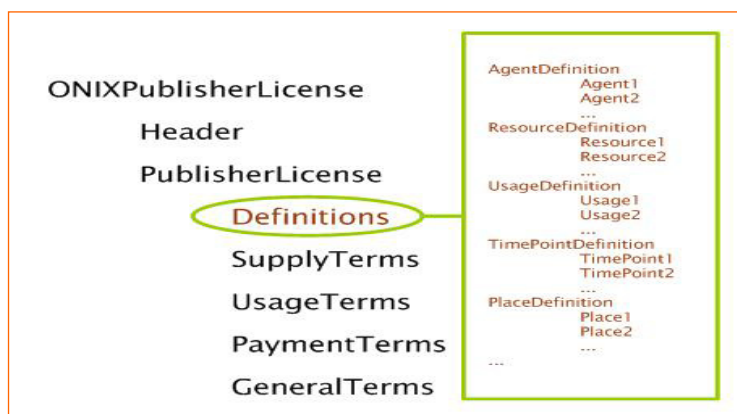 ONIXPublisherLicense
Header
PublisherLicense
Definitions
SupplyTerms
UsageTerms
PaymentTerms
GeneralTerms
AgentDefinition
Agent1
Agent2
...
ResourceDefinition
Resource1
Resource2
...
UsageDefinition
Usage1
Usage2
...
TimePointDefinition
TimePoint1
TimePoint2
...
PlaceDefinition
Place1
Place2
...
...